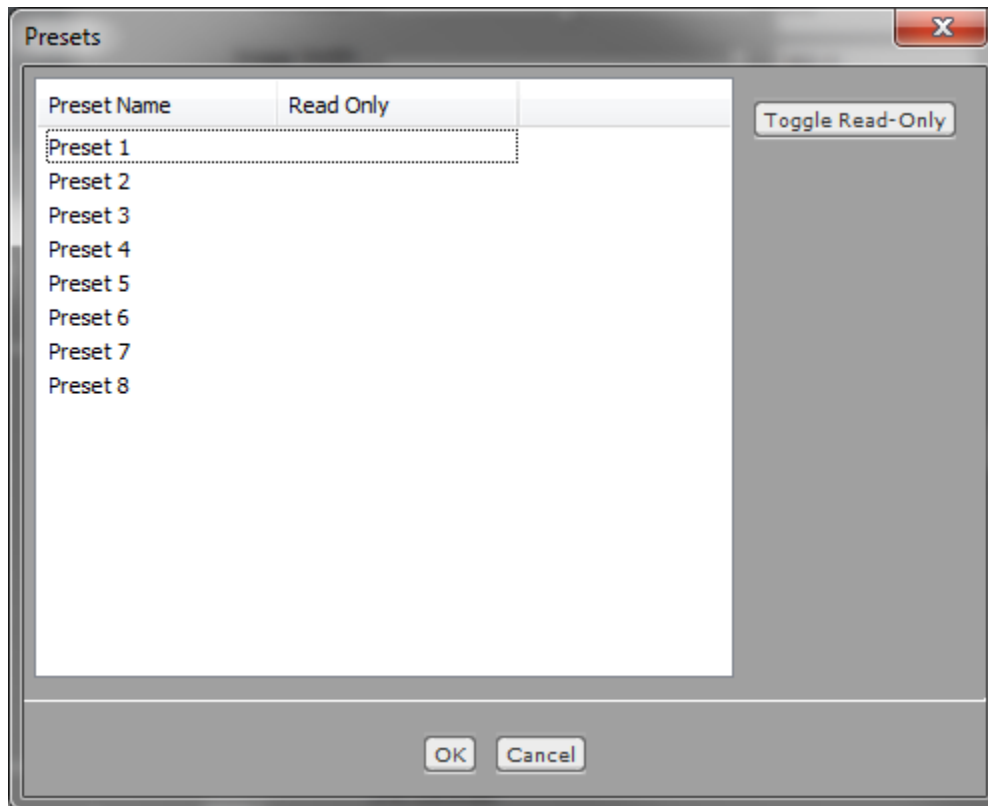 Presets
Preset Name Read Only
Toggle Read-Only
Preset 1
Preset 2
Preset 3
Preset 4
Preset 5
Preset 6
Preset 7
Preset 8
OK Cancel